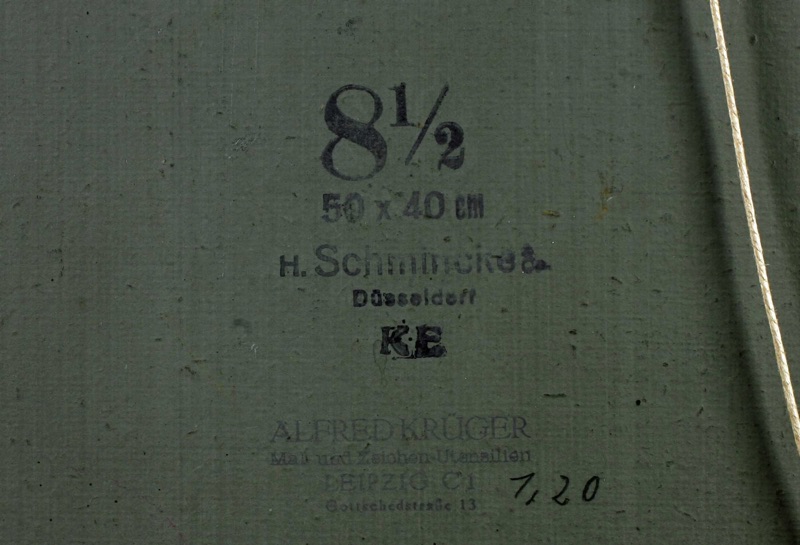 8½
50 x 40 cm
H. Schmincke &
Düsseldorf
KE
ALFRED KRÜGER
Mal und Zeichen-Utensilien
LEIPZIG C1
Gottschedstraße 13
1,20